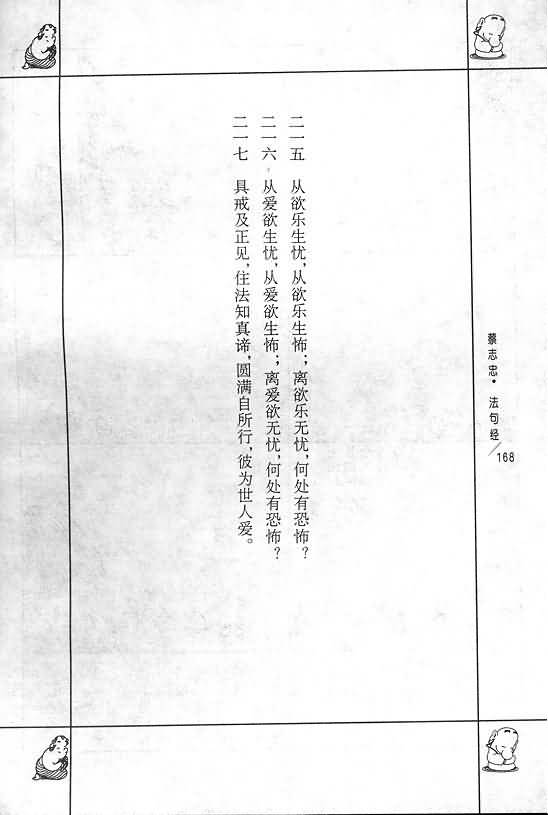 二一五 从欲乐生忧,从欲乐生怖;离欲乐无忧,何处有恐怖?
二一六 从爱欲生忧,从爱欲生怖;离爱欲无忧,何处有恐怖?
二一七 具戒及正见,住法知真谛,圆满自所行,彼为世人爱。
蔡志忠·法句经/168